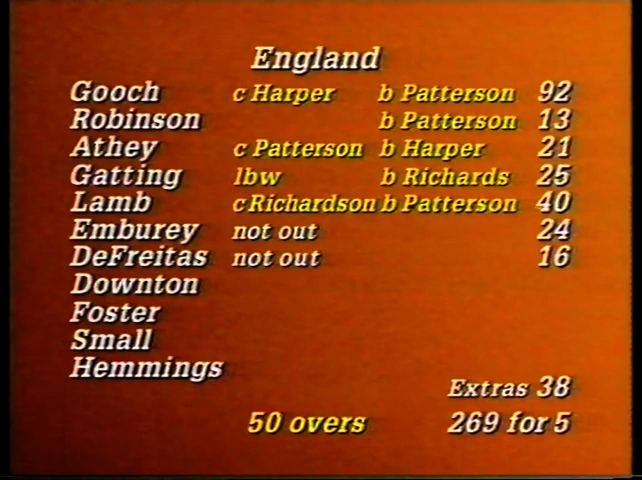 England
Gooch c Harper b Patterson 92
Robinson b Patterson 13
Athey c Patterson b Harper 21
Gatting lbw b Richards 25
Lamb c Richardson b Patterson 40
Emburey not out 24
DeFreitas not out 16
Downton
Foster
Small
Hemmings
Extras 38
50 overs 269 for 5